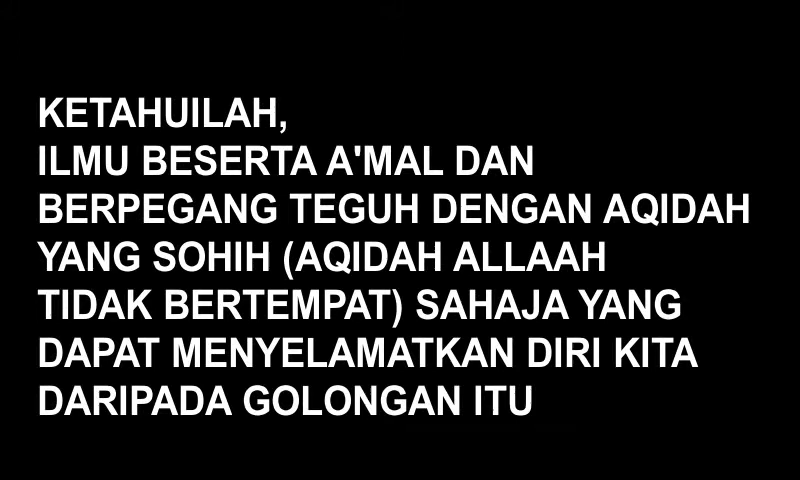 KETAHUILAH,
ILMU BESERTA A'MAL DAN
BERPEGANG TEGUH DENGAN AQIDAH
YANG SOHIH (AQIDAH ALLAAH
TIDAK BERTEMPAT) SAHAJA YANG
DAPAT MENYELAMATKAN DIRI KITA
DARIPADA GOLONGAN ITU